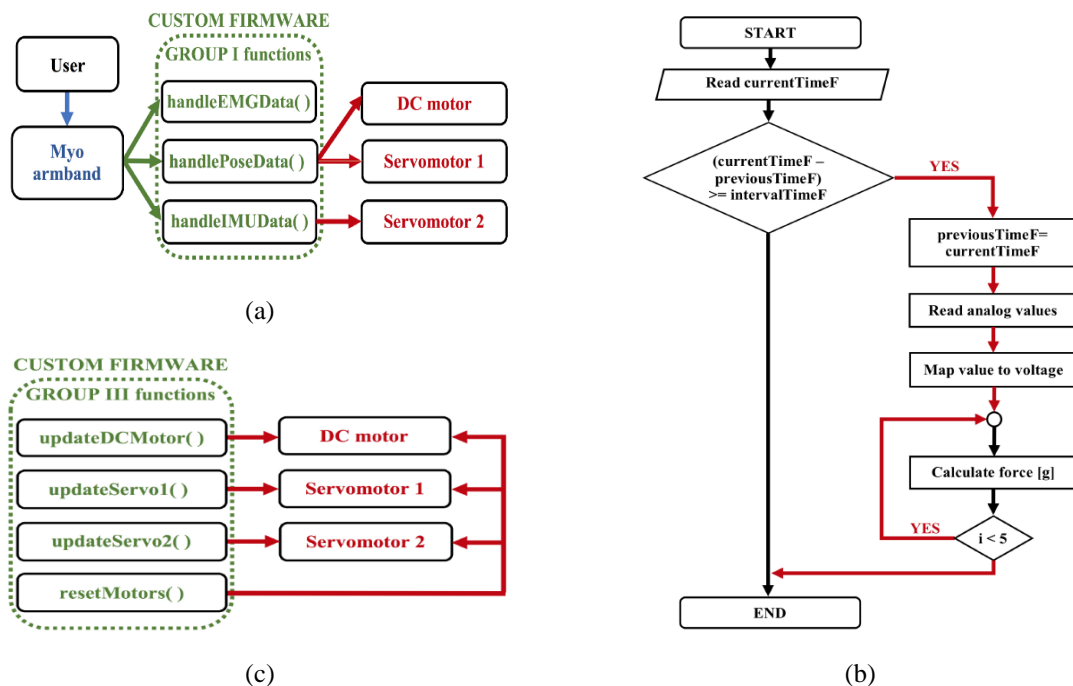 CUSTOM FIRMWARE
GROUP I functions
User
Myo
armband
handleEMGData( )
handlePoseData( )
handleIMUData( )
DC motor
Servomotor 1
Servomotor 2
(a)
CUSTOM FIRMWARE
GROUP III functions
updateDCMotor( )
updateServo1( )
updateServo2( )
resetMotors( )
DC motor
Servomotor 1
Servomotor 2
(c)
START
Read currentTimeF
(currentTimeF –
previousTimeF)
>= intervalTimeF
YES
previousTimeF=
currentTimeF
Read analog values
Map value to voltage
Calculate force [g]
YES
i < 5
END
(b)